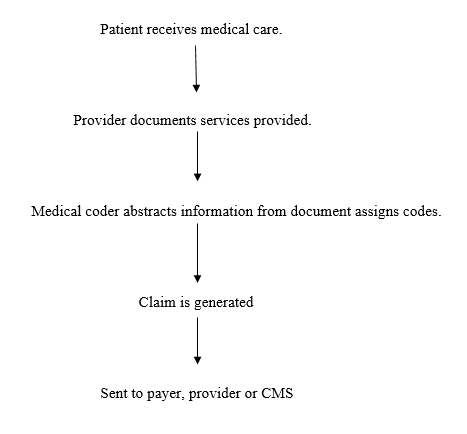 Patient receives medical care.
Provider documents services provided.
Medical coder abstracts information from document assigns codes.
Claim is generated
Sent to payer, provider or CMS